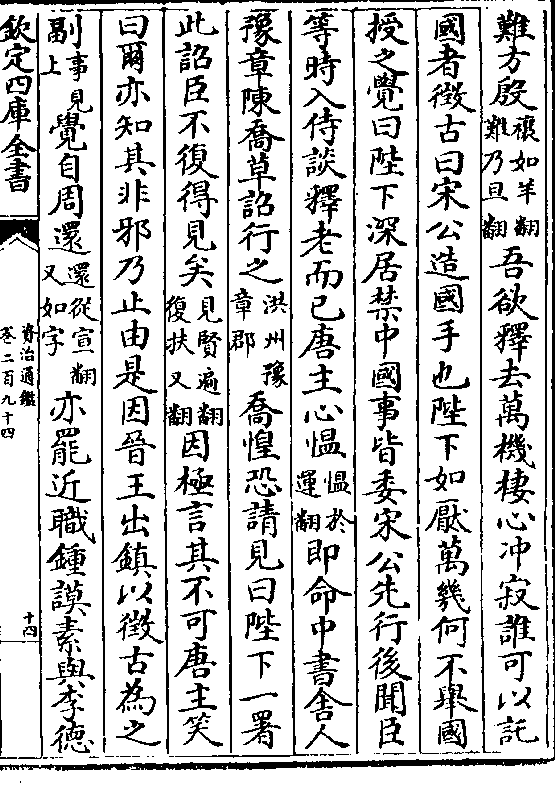 難方殷禳如羊翻難乃旦翻吾欲釋去萬機棲心冲寂誰可以託
國者徵古曰宋公造國手也陛下如厭萬幾何不舉國
授之覺曰陛下深居禁中國事皆委宋公先行後聞臣
等時入侍談釋老而已唐主心愠愠於運翻即命中書舍人
豫章陳喬草詔行之洪州豫章郡喬惶恐請見曰陛下一署
此詔臣不復得見矣見賢遍翻復扶又翻因極言其不可唐主笑
曰爾亦知其非邪乃止由是因晉王出鎮以徵古為之
副事見上覺自周還還從宣翻又如字亦罷近職鍾謨素與李德
欽定四庫全書
資治通鑑
卷二百九十四
十四